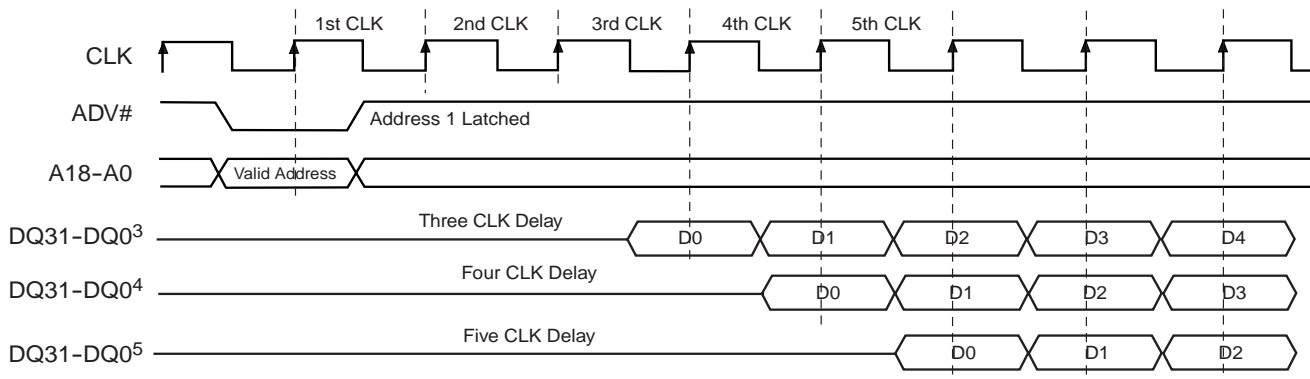 1st CLK 2nd CLK 3rd CLK 4th CLK 5th CLK
CLK
ADV# Address 1 Latched
A18-A0 Valid Address
Three CLK Delay
DQ31-DQ0³ D0 D1 D2 D3 D4
Four CLK Delay
DQ31-DQ0⁴ D0 D1 D2 D3
Five CLK Delay
DQ31-DQ0⁵ D0 D1 D2